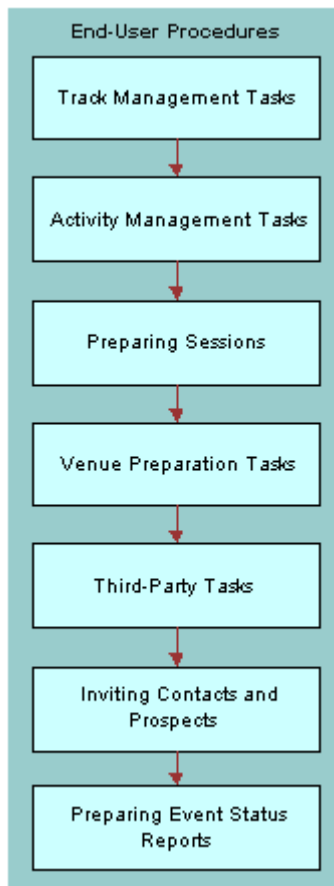 End-User Procedures
Track Management Tasks
Activity Management Tasks
Preparing Sessions
Venue Preparation Tasks
Third-Party Tasks
Inviting Contacts and
Prospects
Preparing Event Status
Reports